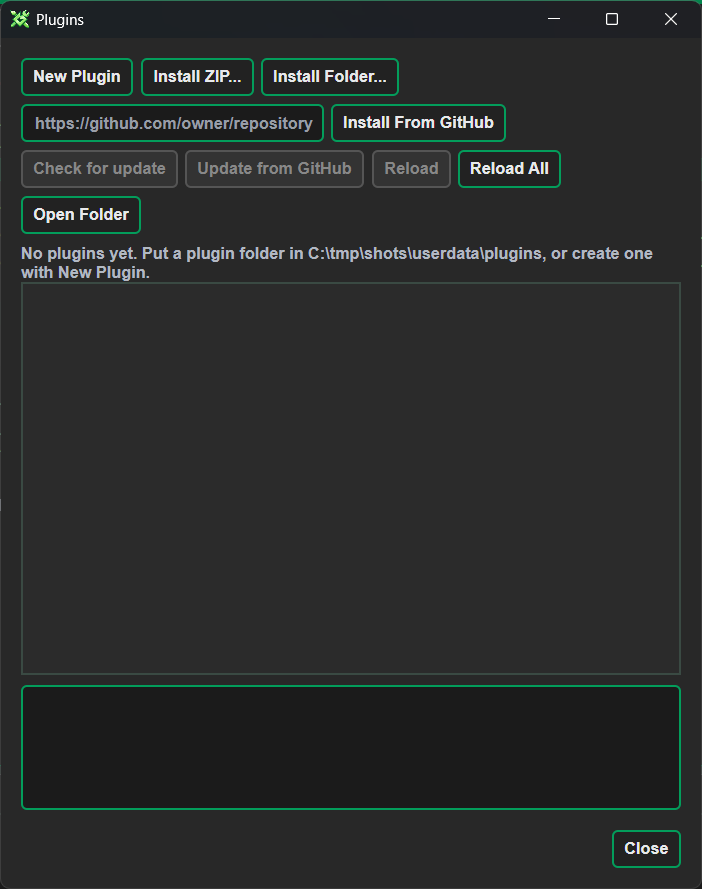 Plugins
New Plugin Install ZIP... Install Folder...
https://github.com/owner/repository Install From GitHub
Check for update Update from GitHub Reload Reload All
Open Folder
No plugins yet. Put a plugin folder in C:\tmp\shots\userdata\plugins, or create one
with New Plugin.
Close